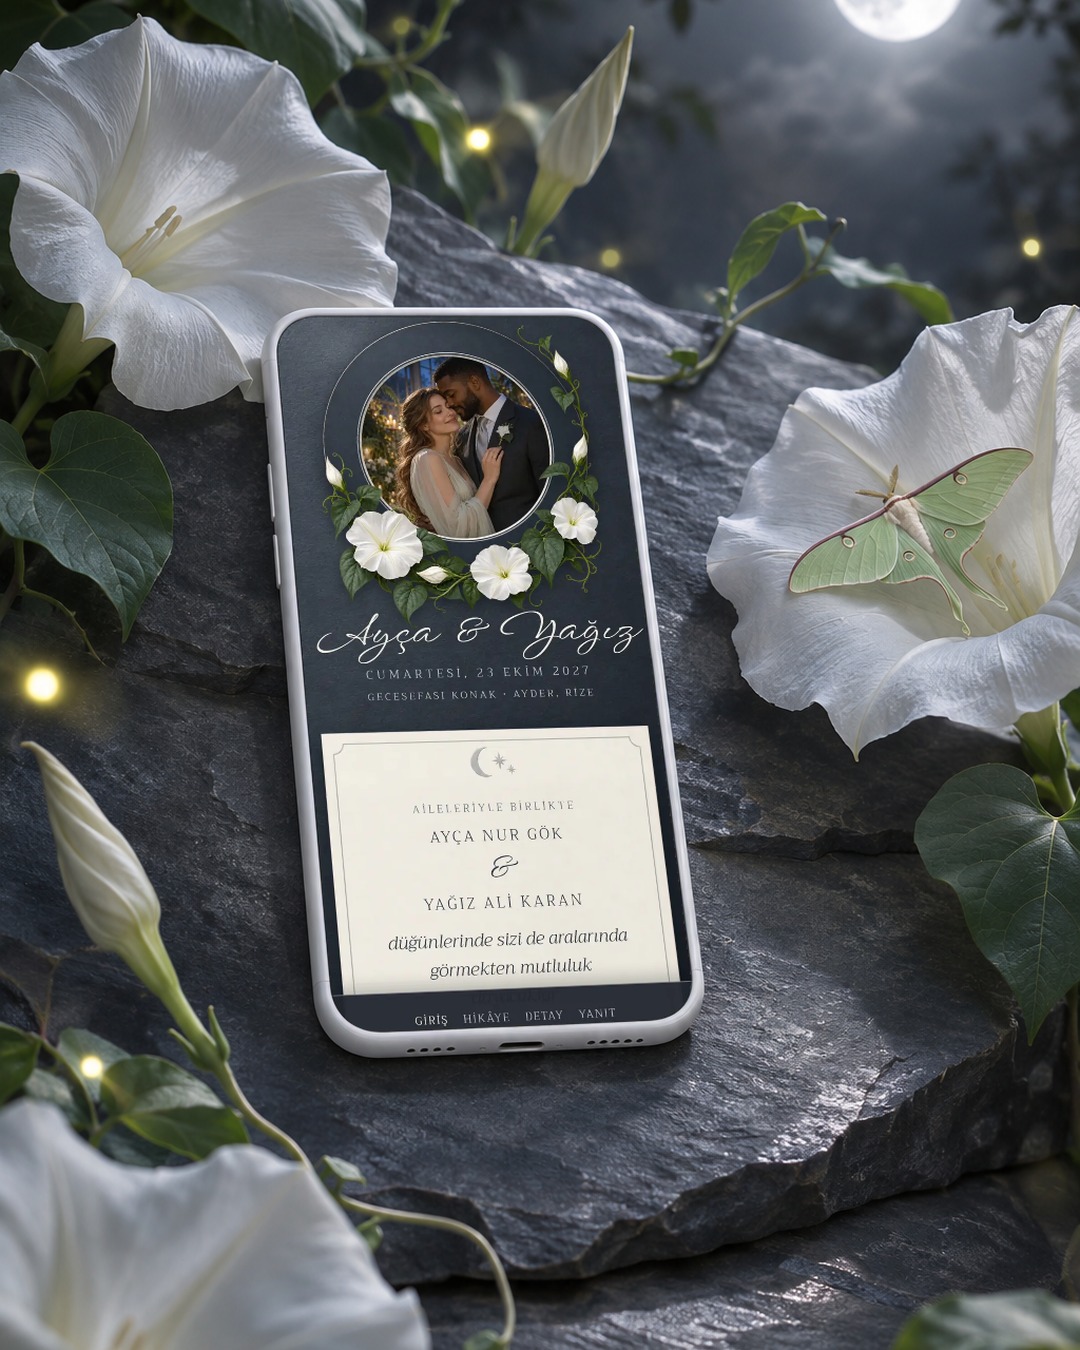 Ayça & Yağız
CUMARTESİ, 23 EKİM 2027
GECESEFASI KONAK · AYDER, RİZE
AİLELERİYLE BİRLİKTE
AYÇA NUR GÖK
&
YAĞIZ ALİ KARAN
düğünlerinde sizi de aralarında
görmekten mutluluk
GİRİŞ HİKÂYE DETAY YANIT